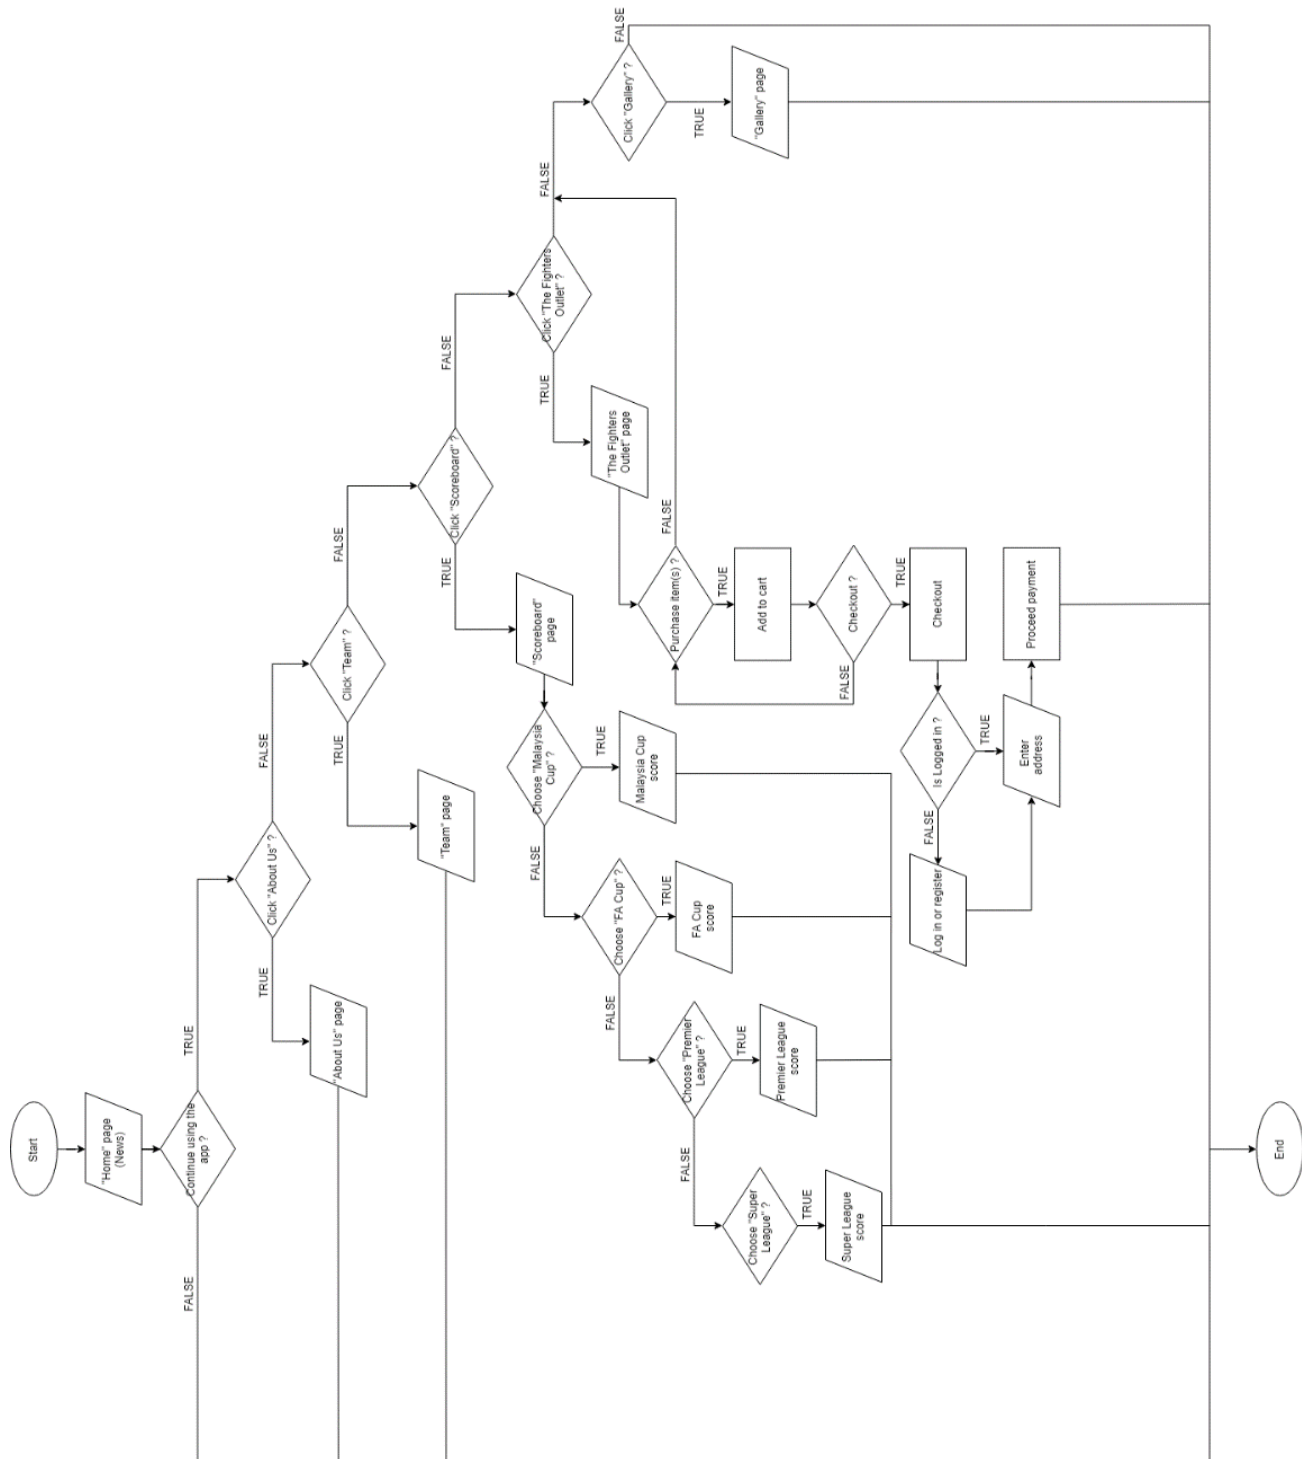 Start
"Home" page
(News)
Continue using the
app ?
TRUE
FALSE
Click "About Us" ?
FALSE
TRUE
"About Us" page
Click "Team" ?
FALSE
TRUE
"Team" page
Click "Scoreboard" ?
FALSE
TRUE
"Scoreboard"
page
Choose "Malaysia
Cup" ?
TRUE
Malaysia Cup
score
FALSE
Choose "FA Cup" ?
TRUE
FA Cup
score
FALSE
Choose "Premier
League" ?
TRUE
Premier League
score
FALSE
Choose "Super
League" ?
TRUE
Super League
score
Click "The Fighters
Outlet" ?
FALSE
TRUE
"The Fighters
Outlet" page
Purchase item(s) ?
FALSE
TRUE
Add to cart
Checkout ?
FALSE
TRUE
Checkout
Is Logged in ?
TRUE
FALSE
Log in or register
Enter
address
Proceed payment
Click "Gallery" ?
FALSE
TRUE
"Gallery" page
End